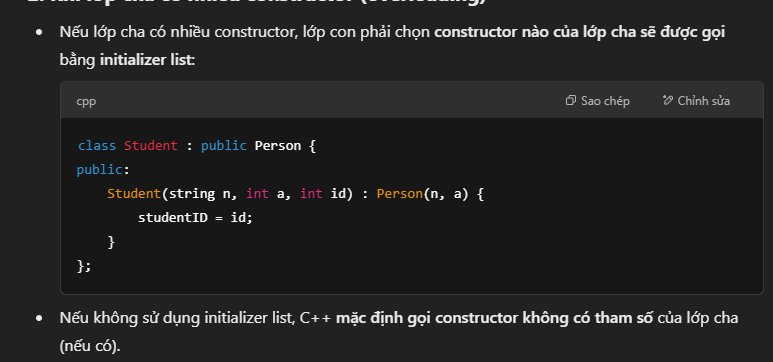 • Nếu lớp cha có nhiều constructor, lớp con phải chọn constructor nào của lớp cha sẽ được gọi
bằng initializer list:
cpp Sao chép Chỉnh sửa
class Student : public Person {
public:
    Student(string n, int a, int id) : Person(n, a) {
        studentID = id;
    }
};
• Nếu không sử dụng initializer list, C++ mặc định gọi constructor không có tham số của lớp cha
(nếu có).